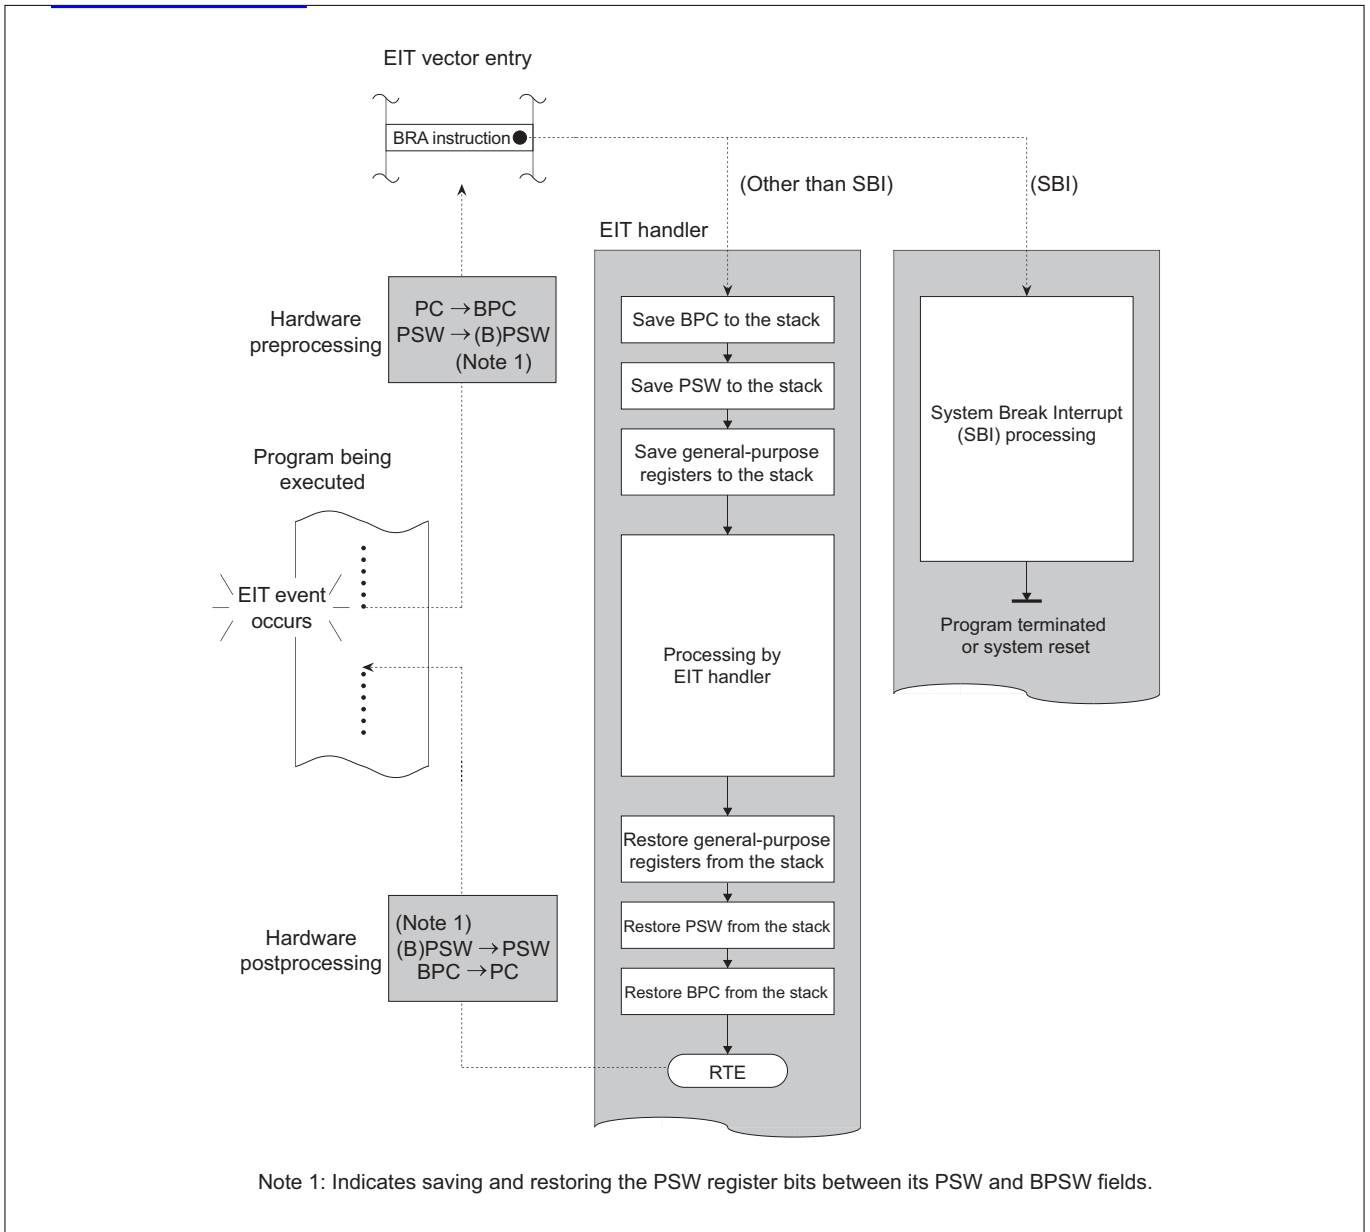 EIT vector entry
BRA instruction
(Other than SBI)
(SBI)
EIT handler
Hardware
preprocessing
PC → BPC
PSW → (B)PSW
(Note 1)
Save BPC to the stack
Save PSW to the stack
Save general-purpose
registers to the stack
System Break Interrupt
(SBI) processing
Program being
executed
EIT event
occurs
Program terminated
or system reset
Processing by
EIT handler
Restore general-purpose
registers from the stack
Restore PSW from the stack
Restore BPC from the stack
RTE
Hardware
postprocessing
(Note 1)
(B)PSW → PSW
BPC → PC
Note 1: Indicates saving and restoring the PSW register bits between its PSW and BPSW fields.